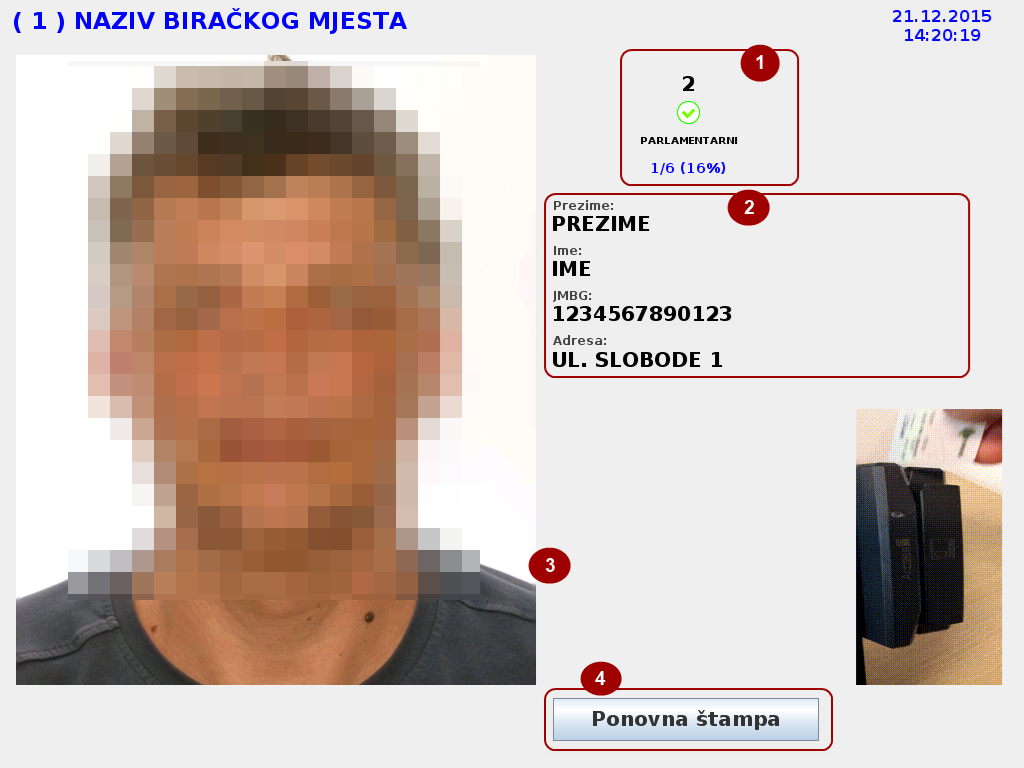 ( 1 ) NAZIV BIRAČKOG MJESTA
21.12.2015
14:20:19
1
2
PARLAMENTARNI
1/6 (16%)
2
Prezime:
PREZIME
Ime:
IME
JMBG:
1234567890123
Adresa:
UL. SLOBODE 1
3
4
Ponovna štampa